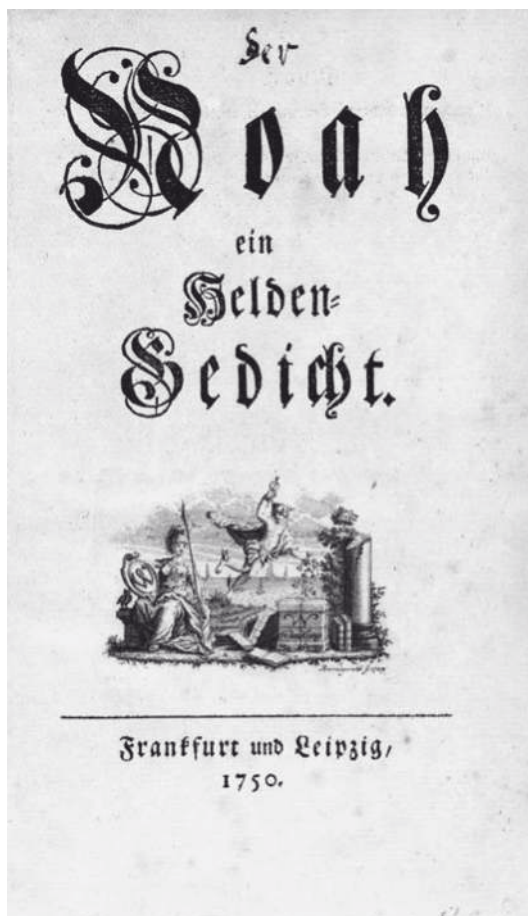 Der
Noah
ein
Helden-
Gedicht.
Frankfurt und Leipzig,
1750.